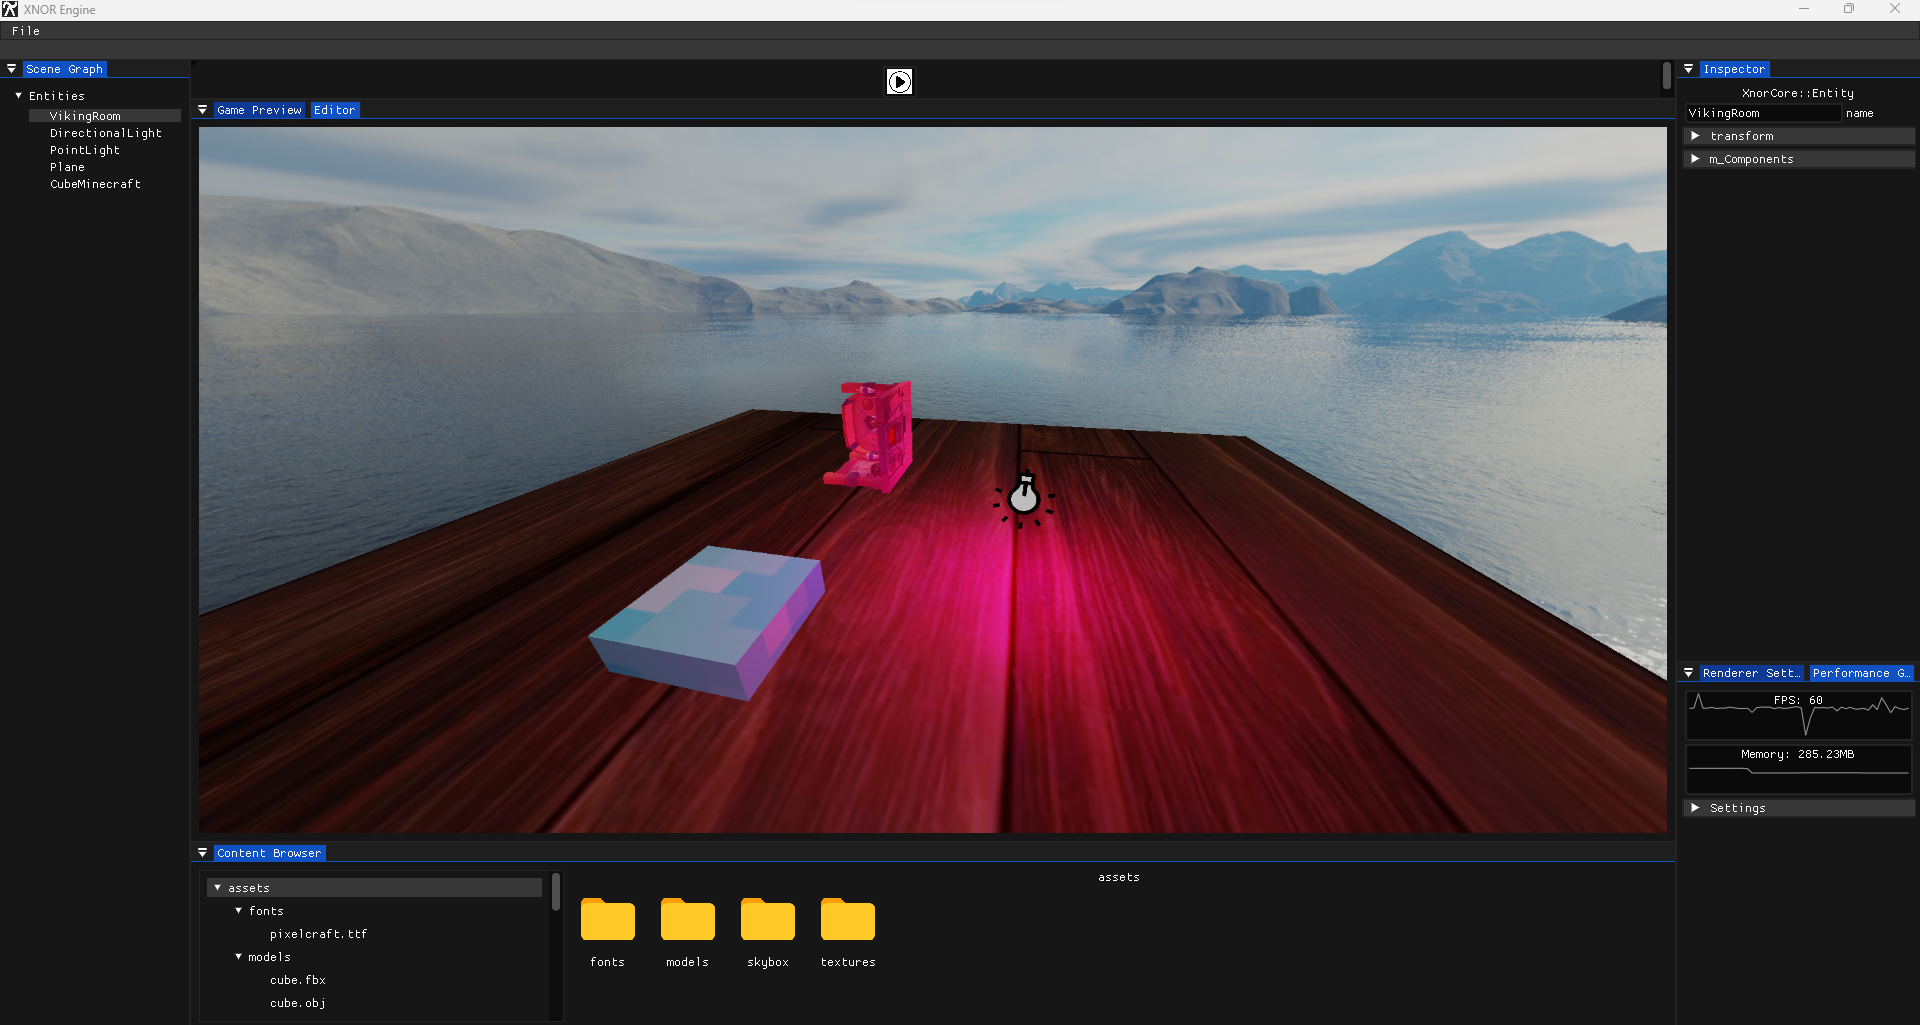 XNOR Engine
File
Scene Graph
Entities
VikingRoom
DirectionalLight
PointLight
Plane
CubeMinecraft
Game Preview Editor
Inspector
XnorCore::Entity
VikingRoom name
transform
m_Components
Renderer Sett… Performance G…
FPS: 60
Memory: 285.23MB
Settings
Content Browser
assets
fonts
pixelcraft.ttf
models
cube.fbx
cube.obj
assets
fonts models skybox textures